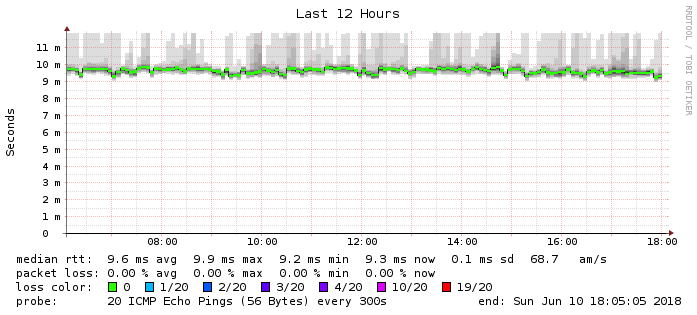 Last 12 Hours
RRDTOOL / TOBI OETIKER
Seconds
11 m
10 m
9 m
8 m
7 m
6 m
5 m
4 m
3 m
2 m
1 m
0
08:00 10:00 12:00 14:00 16:00 18:00
median rtt: 9.6 ms avg 9.9 ms max 9.2 ms min 9.3 ms now 0.1 ms sd 68.7 am/s
packet loss: 0.00 % avg 0.00 % max 0.00 % min 0.00 % now
loss color: 0 1/20 2/20 3/20 4/20 10/20 19/20
probe: 20 ICMP Echo Pings (56 Bytes) every 300s end: Sun Jun 10 18:05:05 2018